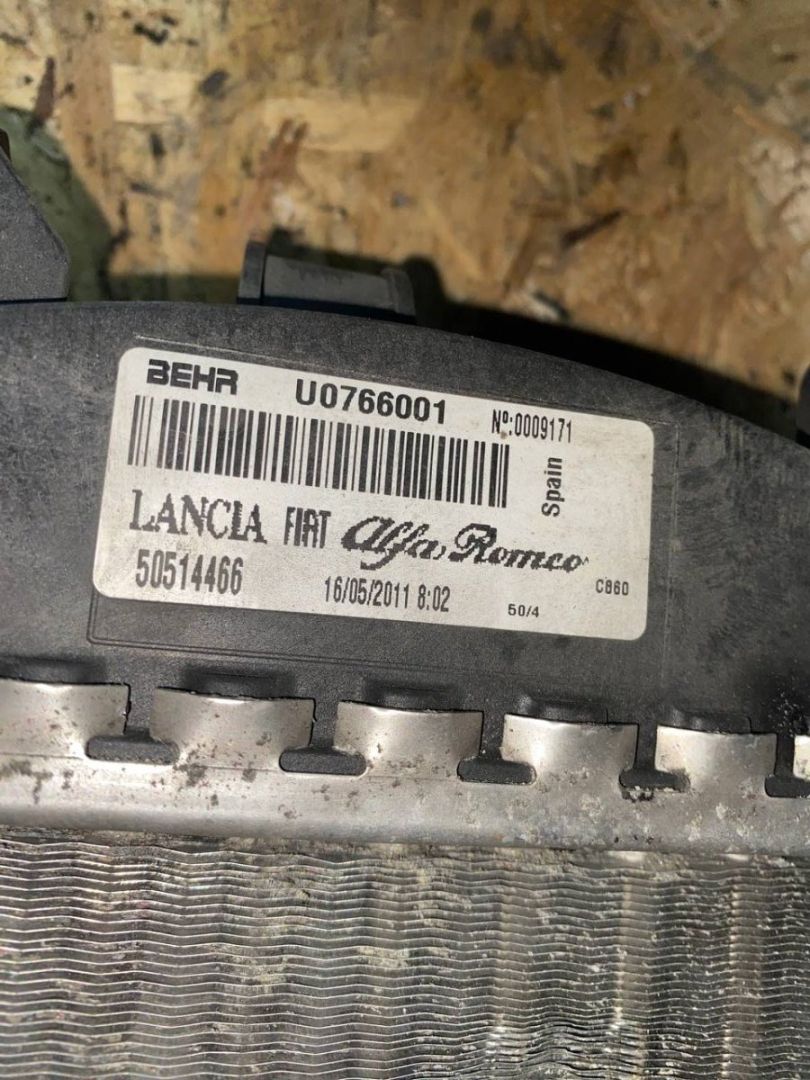 BEHR U0766001 Nº:0009171
Spain
LANCIA FIAT Alfa Romeo
50514466 16/05/2011 8:02 50/4 C860